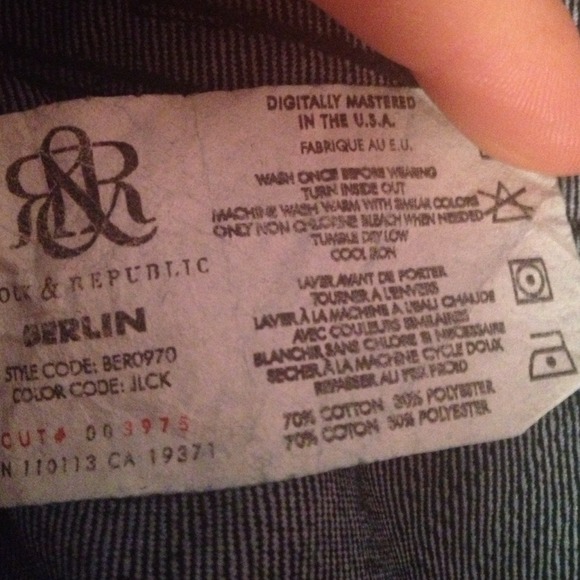 R&R
& REPUBLIC
BERLIN
STYLE CODE: BER0970
COLOR CODE: JLCK
CUT# 003975
N 110113 CA 19371
DIGITALLY MASTERED
IN THE U.S.A.
FABRIQUE AU E.U.
WASH ONCE BEFORE WEARING
TURN INSIDE OUT
MACHINE WASH WARM WITH SIMILAR COLORS
ONLY NON CHLORINE BLEACH WHEN NEEDED
TUMBLE DRY LOW
COOL IRON
LAVER AVANT DE PORTER
TOURNER A L'ENVERS
LAVER À LA MACHINE À L'EAU CHAUDE
AVEC COULEURS SIMILAIRES
BLANCHIR SANS CHLORE SI NECESSAIRE
SECHER À LA MACHINE CYCLE DOUX
REPASSER AU FER FROID
70% COTTON 30% POLYESTER
70% COTON 30% POLYESTER